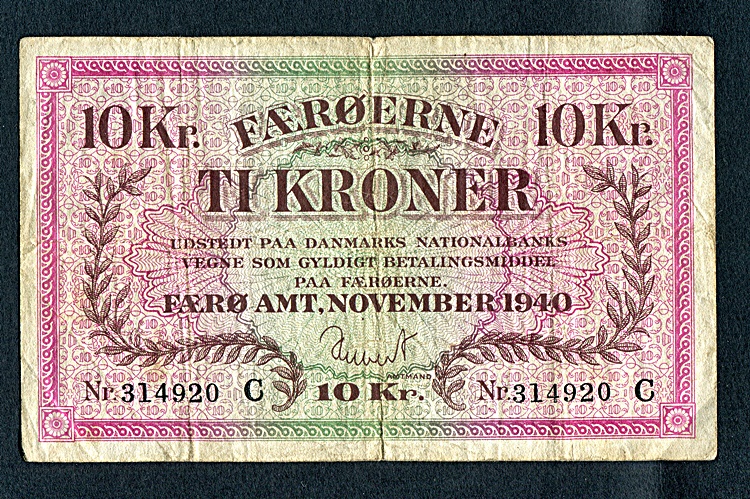 10 Kr. FÆRØERNE 10 Kr.
TI KRONER
UDSTEDT PAA DANMARKS NATIONALBANKS
VEGNE SOM GYLDIGT BETALINGSMIDDEL
PAA FÆRØERNE.
FÆRØ AMT, NOVEMBER 1940
AMTMAND
Nr. 314920 C 10 Kr. Nr. 314920 C